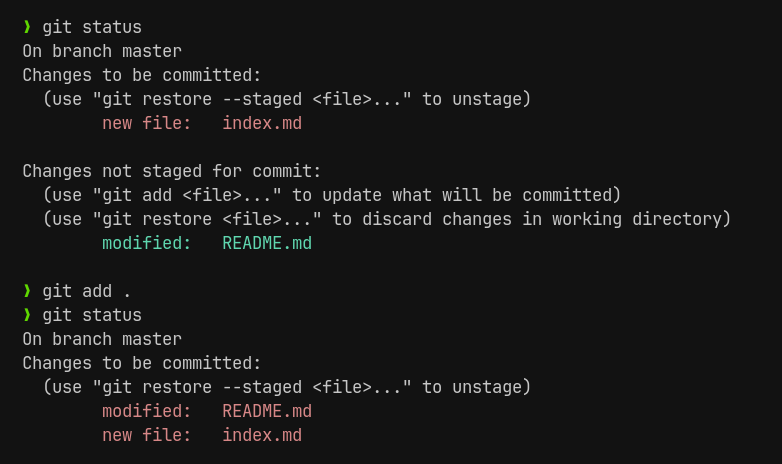 ❱ git status
On branch master
Changes to be committed:
  (use "git restore --staged <file>..." to unstage)
        new file:   index.md

Changes not staged for commit:
  (use "git add <file>..." to update what will be committed)
  (use "git restore <file>..." to discard changes in working directory)
        modified:   README.md

❱ git add .
❱ git status
On branch master
Changes to be committed:
  (use "git restore --staged <file>..." to unstage)
        modified:   README.md
        new file:   index.md